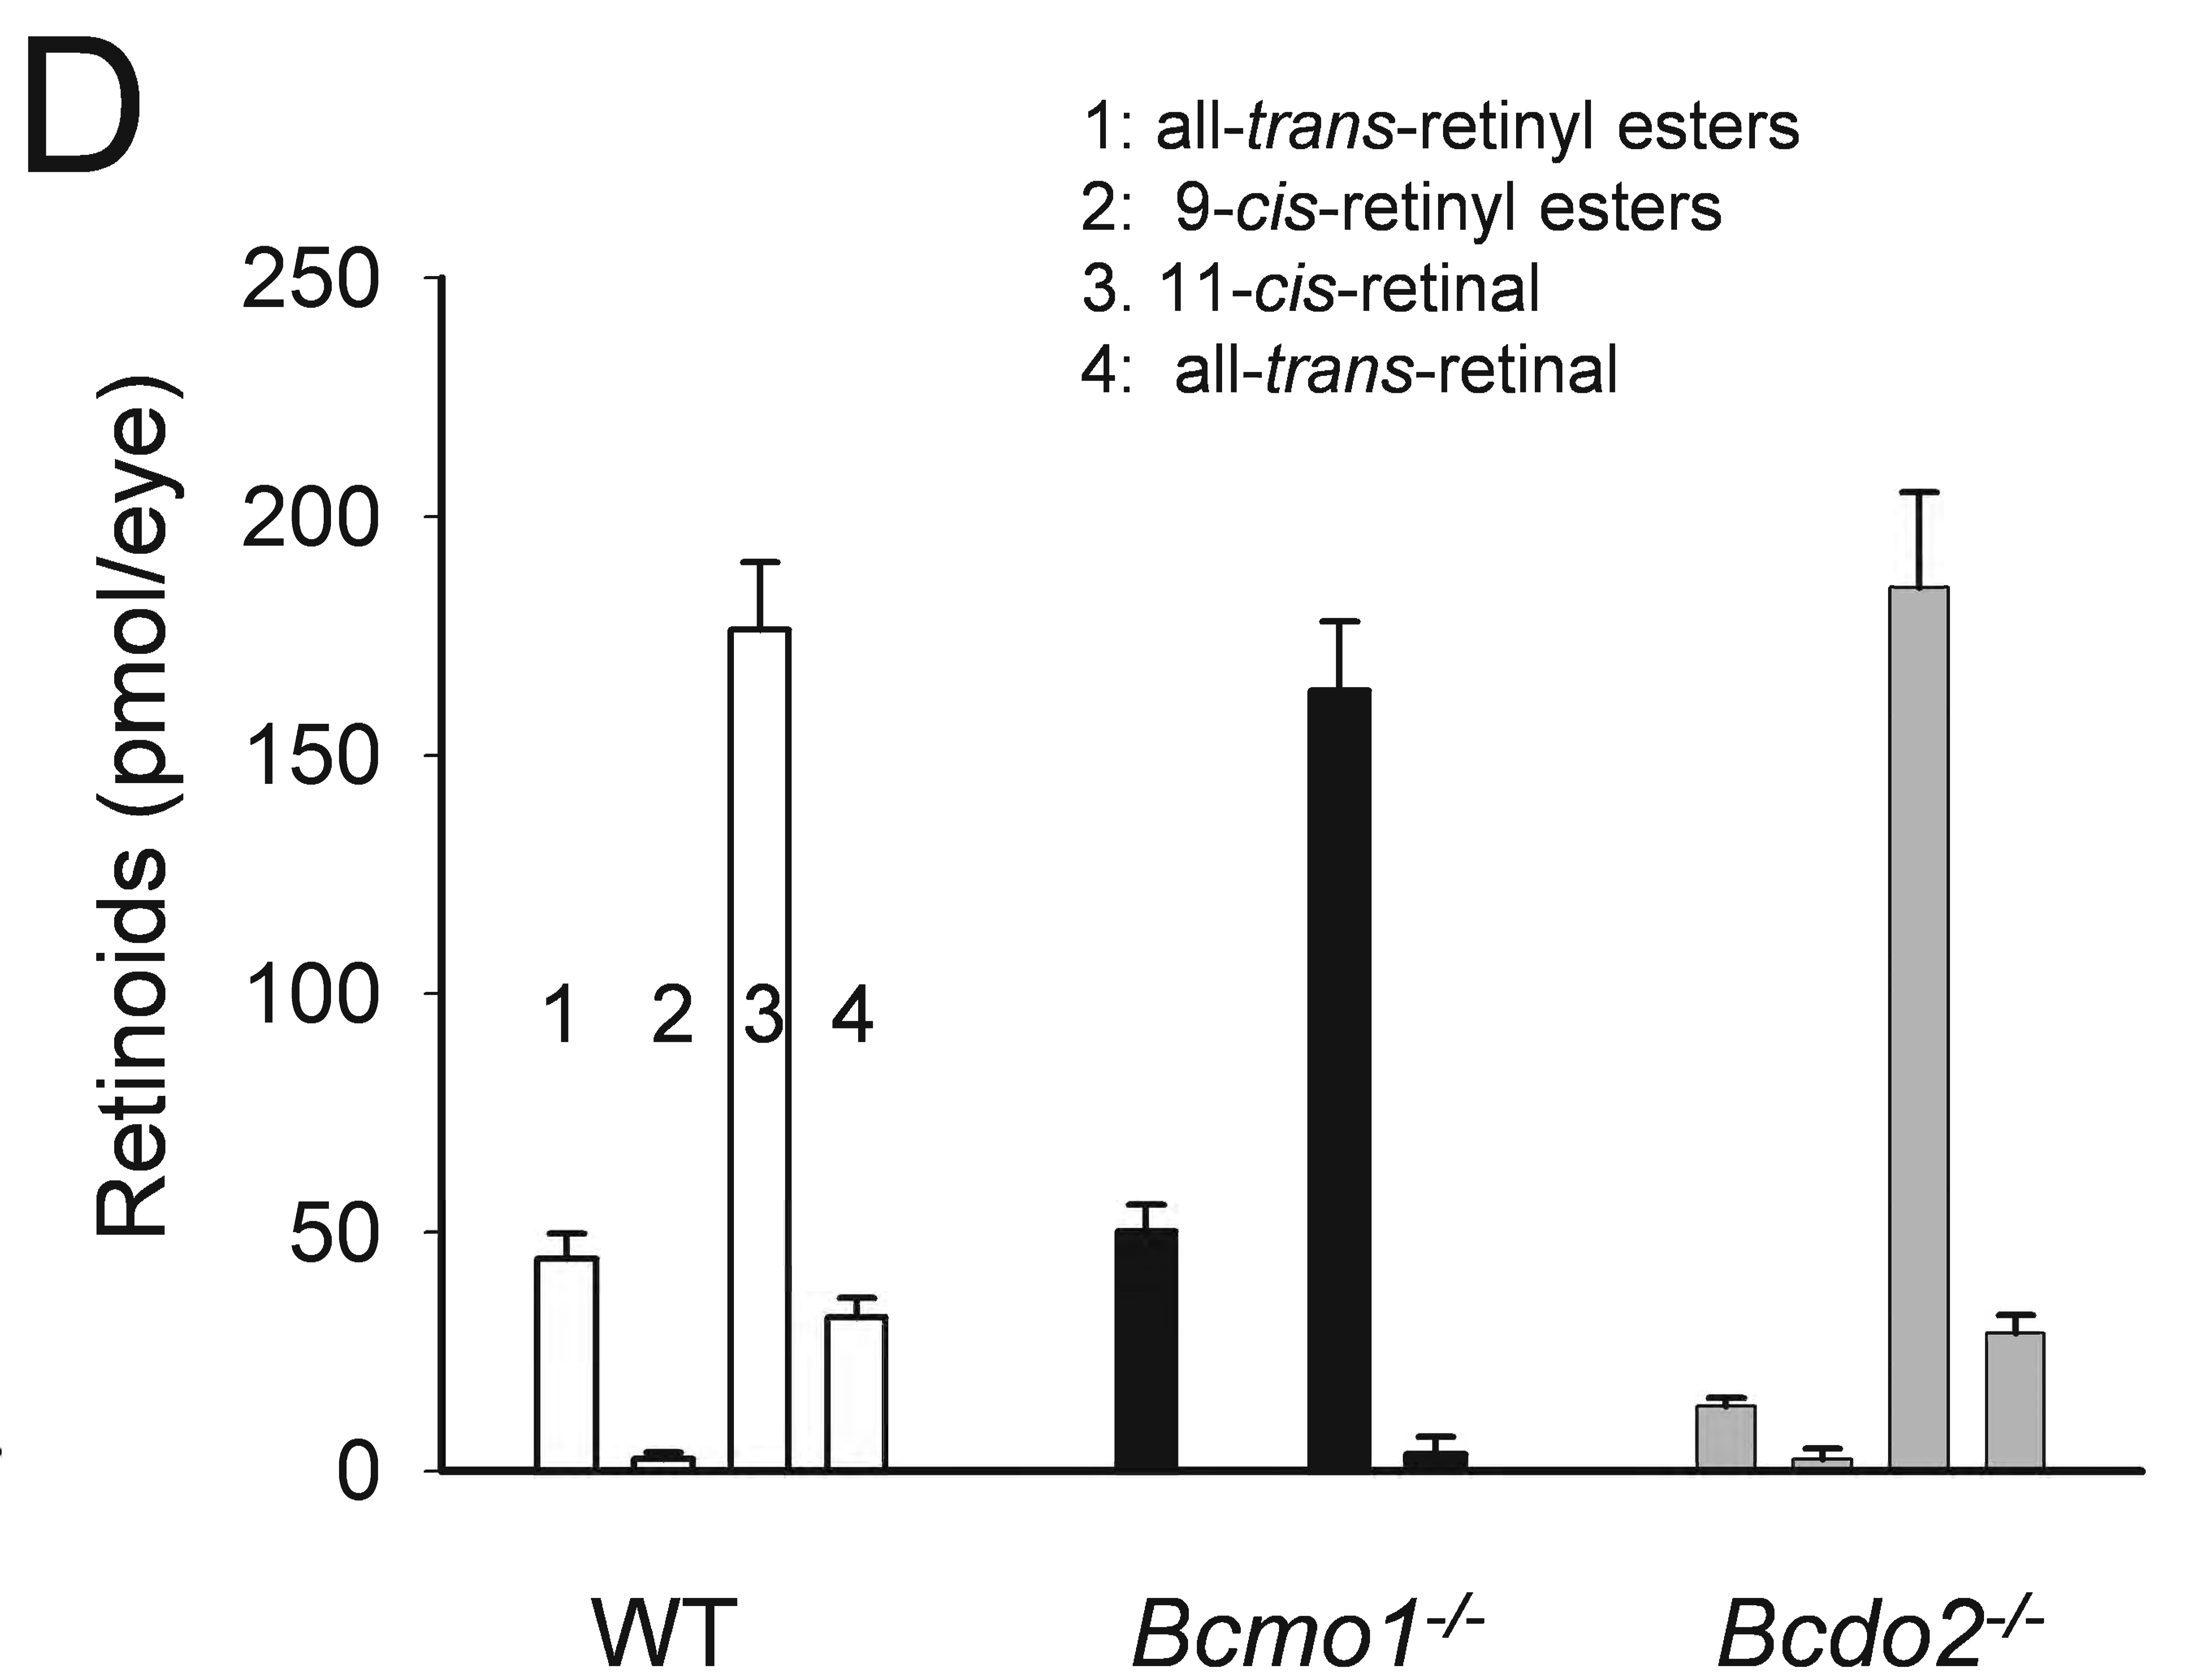 D
1: all-trans-retinyl esters
2: 9-cis-retinyl esters
3. 11-cis-retinal
4: all-trans-retinal
Retinoids (pmol/eye)
250
200
150
100
50
0
1 2 3 4
WT Bcmo1-/- Bcdo2-/-